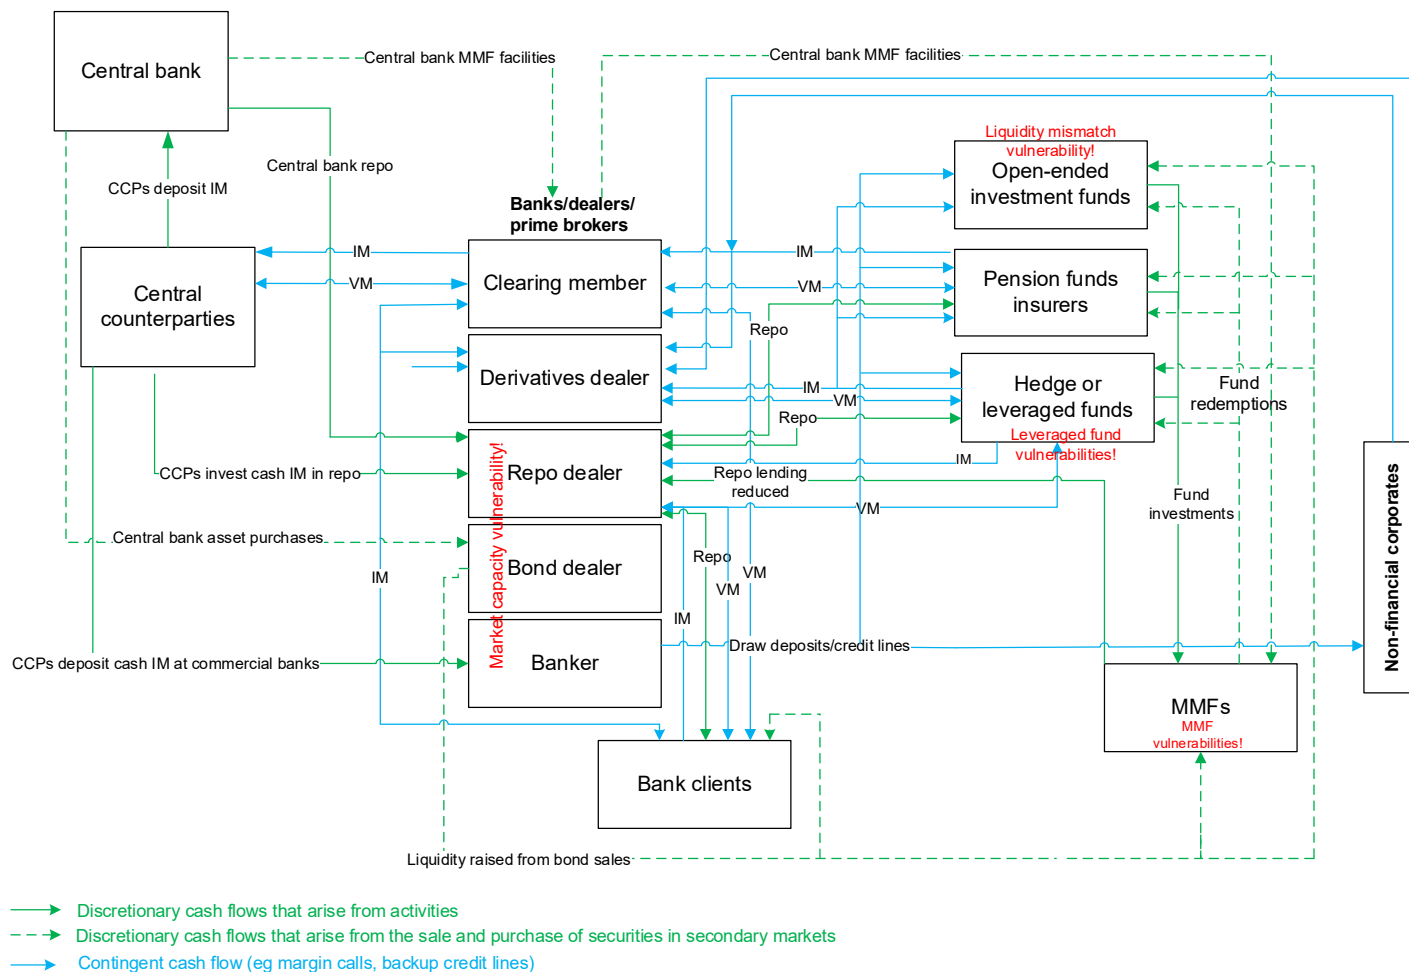 Central bank
Central bank MMF facilities
Central bank MMF facilities
Central bank repo
CCPs deposit IM
Banks/dealers/
prime brokers
Liquidity mismatch
vulnerability!
Open-ended
investment funds
Central
counterparties
IM
VM
Clearing member
IM
VM
Repo
Pension funds
insurers
Derivatives dealer
IM
VM
Repo
Hedge or
leveraged funds
Leveraged fund
vulnerabilities!
Fund
redemptions
CCPs invest cash IM in repo
Repo dealer
Market capacity vulnerability!
IM
Repo lending
reduced
VM
Fund
investments
Non-financial corporates
Central bank asset purchases
Bond dealer
Repo
VM
VM
IM
IM
CCPs deposit cash IM at commercial banks
Banker
Draw deposits/credit lines
MMFs
MMF
vulnerabilities!
Bank clients
Liquidity raised from bond sales
Discretionary cash flows that arise from activities
Discretionary cash flows that arise from the sale and purchase of securities in secondary markets
Contingent cash flow (eg margin calls, backup credit lines)